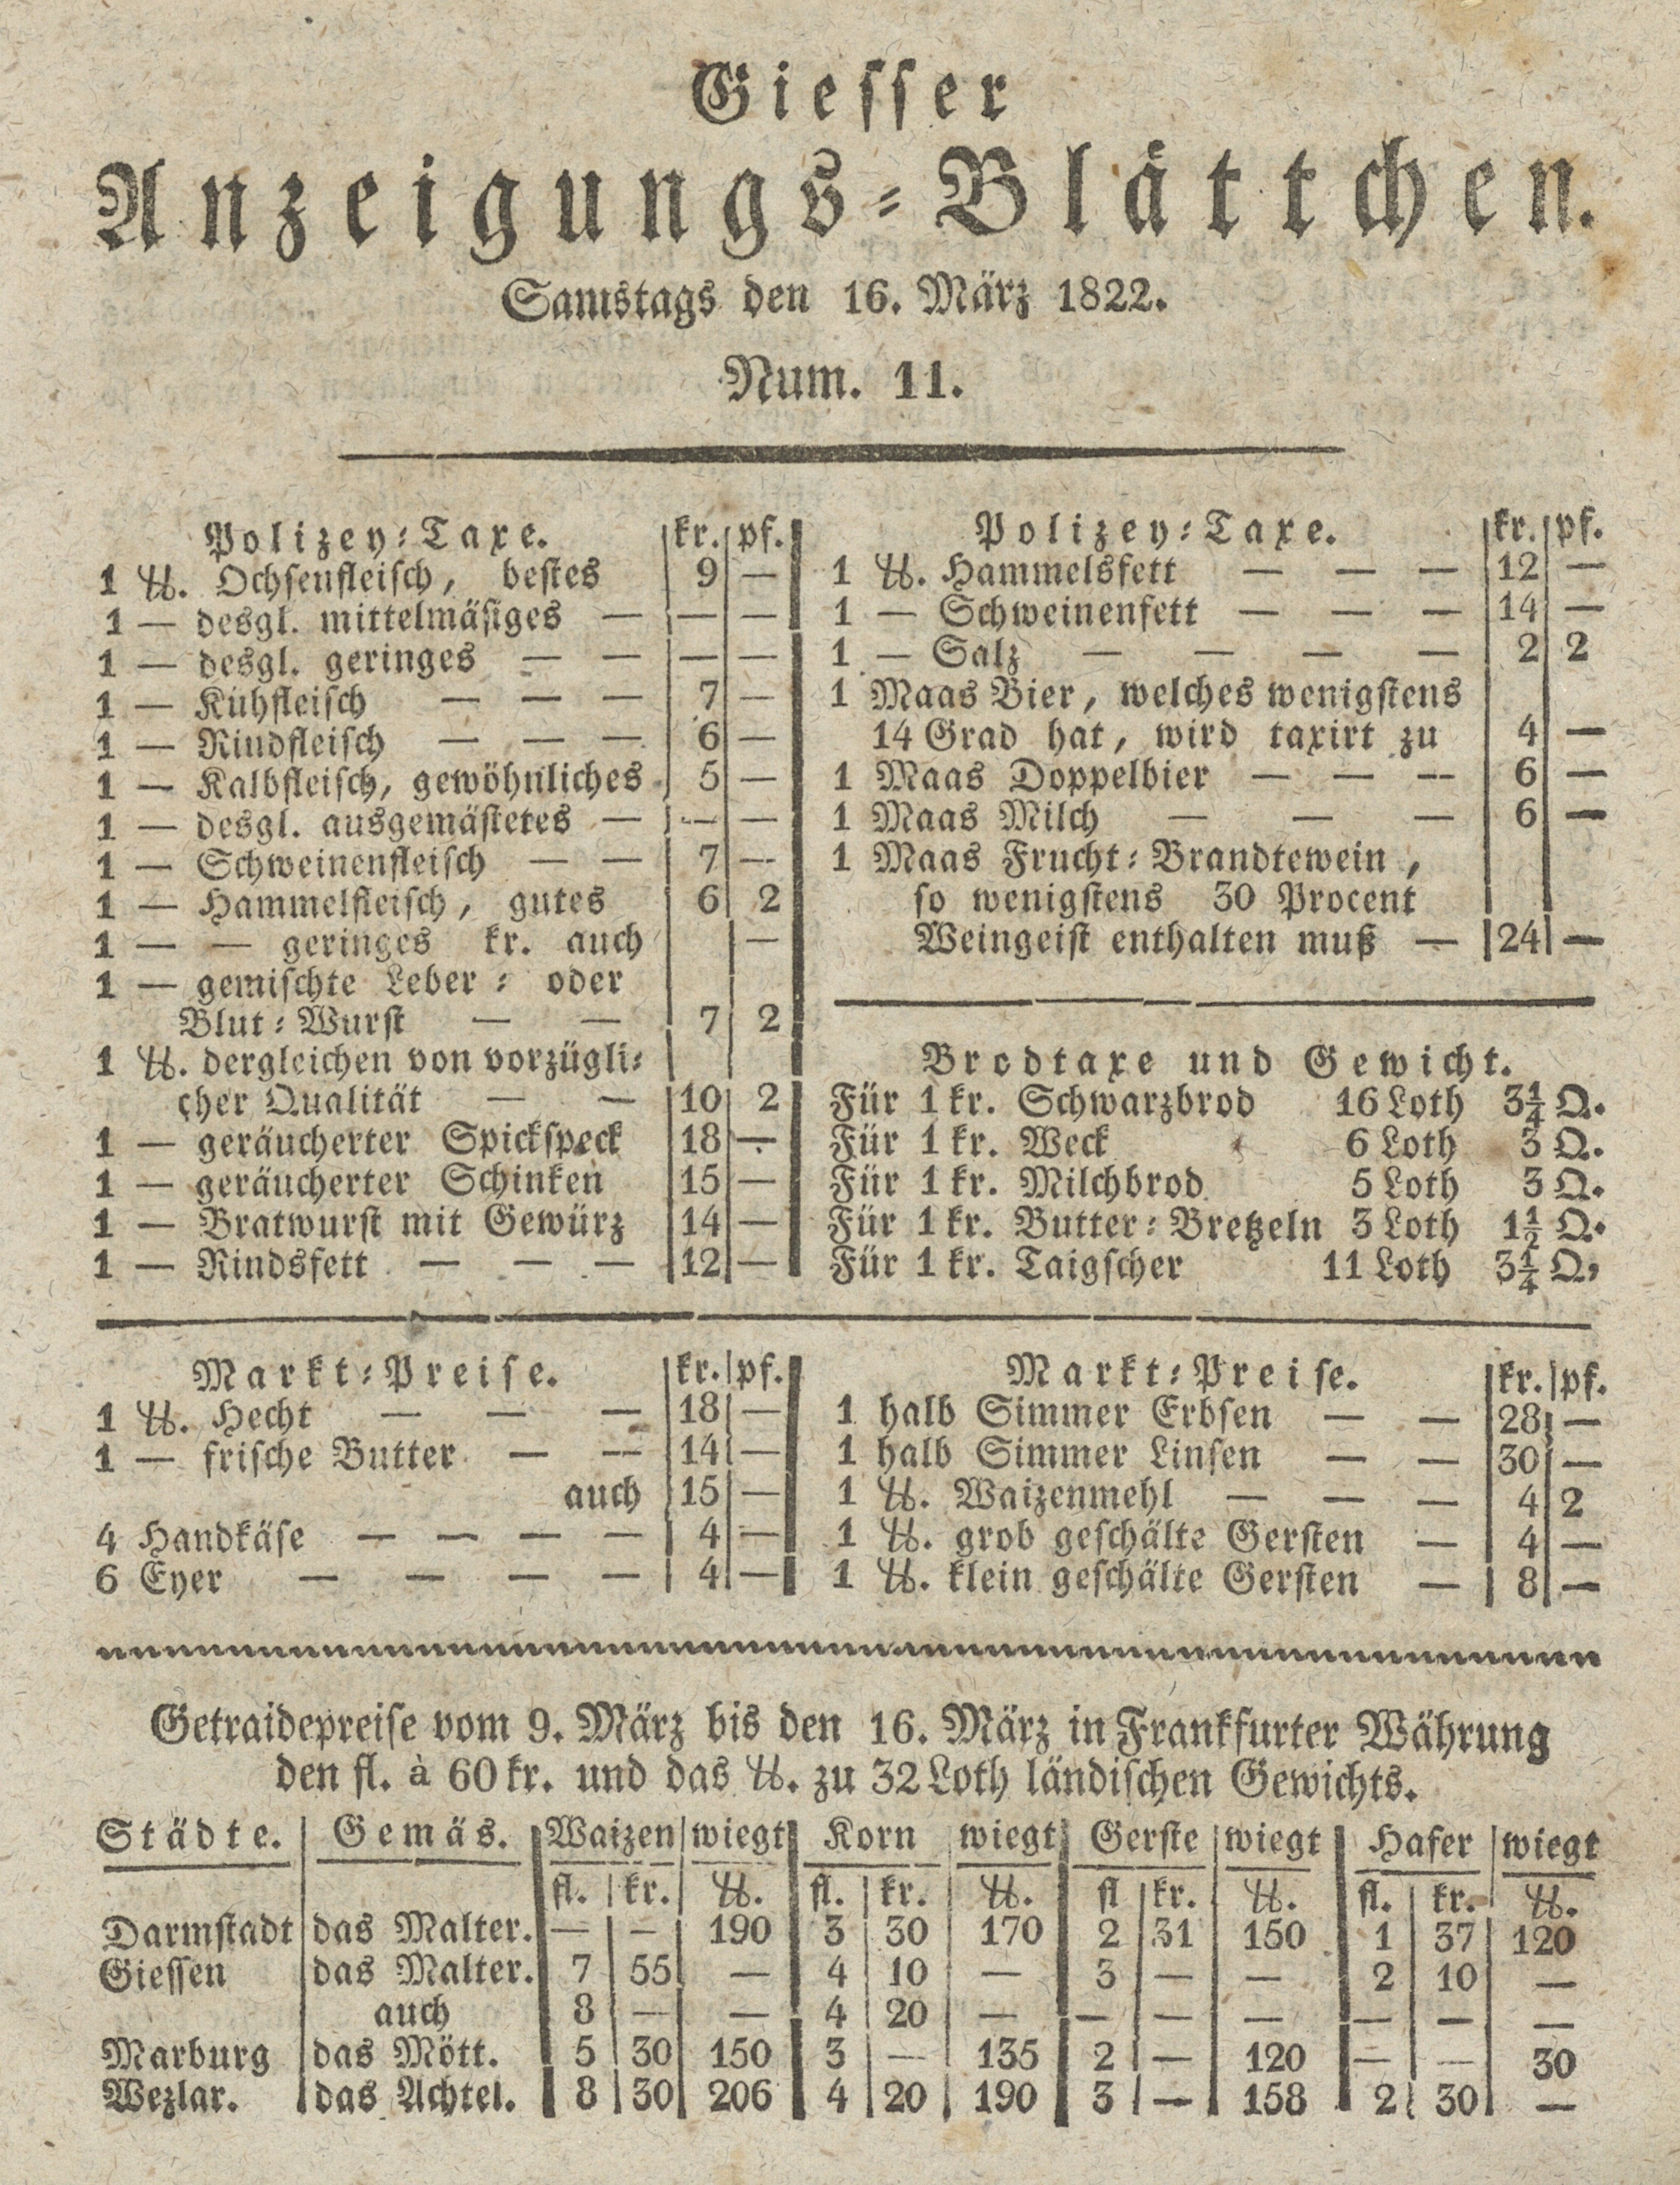 Giesser
Anzeigungs-Blättchen.
Samstags den 16. März 1822.
Num. 11.
Polizey-Taxe. kr. pf.
1 ℔. Ochsenfleisch, bestes 9 —
1 — desgl. mittelmäsiges — — —
1 — desgl. geringes — — — —
1 — Kühfleisch — — — 7 —
1 — Rindfleisch — — — 6 —
1 — Kalbfleisch, gewöhnliches 5 —
1 — desgl. ausgemästetes — — —
1 — Schweinenfleisch — — 7 —
1 — Hammelfleisch, gutes 6 2
1 — — geringes kr. auch —
1 — gemischte Leber- oder
Blut-Wurst — — 7 2
1 ℔. dergleichen von vorzügli-
cher Qualität — — 10 2
1 — geräucherter Spickspeck 18 —
1 — geräucherter Schinken 15 —
1 — Bratwurst mit Gewürz 14 —
1 — Rindsfett — — — 12 —
Polizey-Taxe. kr. pf.
1 ℔. Hammelsfett — — — 12 —
1 — Schweinenfett — — — 14 —
1 — Salz — — — — 2 2
1 Maas Bier, welches wenigstens
14 Grad hat, wird taxirt zu 4 —
1 Maas Doppelbier — — — 6 —
1 Maas Milch — — — 6 —
1 Maas Frucht-Brandtewein,
so wenigstens 30 Procent
Weingeist enthalten muß — 24 —
Brodtaxe und Gewicht.
Für 1 kr. Schwarzbrod 16 Loth 3¼ Q.
Für 1 kr. Weck 6 Loth 3 Q.
Für 1 kr. Milchbrod 5 Loth 3 Q.
Für 1 kr. Butter-Bretzeln 3 Loth 1½ Q.
Für 1 kr. Taigscher 11 Loth 3¼ Q,
Markt-Preise. kr. pf.
1 ℔. Hecht — — — 18 —
1 — frische Butter — — 14 —
auch 15 —
4 Handkäse — — — — 4 —
6 Eyer — — — — 4 —
Markt-Preise. kr. pf.
1 halb Simmer Erbsen — — 28 —
1 halb Simmer Linsen — — 30 —
1 ℔. Waizenmehl — — — 4 2
1 ℔. grob geschälte Gersten — 4 —
1 ℔. klein geschälte Gersten — 8 —
Getraidepreise vom 9. März bis den 16. März in Frankfurter Währung
den fl. à 60 kr. und das ℔. zu 32 Loth ländischen Gewichts.
Städte. Gemäs. Waizen wiegt Korn wiegt Gerste wiegt Hafer wiegt
fl. kr. ℔. fl. kr. ℔. fl kr. ℔. fl. kr. ℔.
Darmstadt das Malter. — — 190 3 30 170 2 31 150 1 37 120
Giessen das Malter. 7 55 — 4 10 — 3 — — 2 10 —
auch 8 — — 4 20 — — — — — — —
Marburg das Mött. 5 30 150 3 — 135 2 — 120 — — 30
Wezlar. das Achtel. 8 30 206 4 20 190 3 — 158 2 30 —